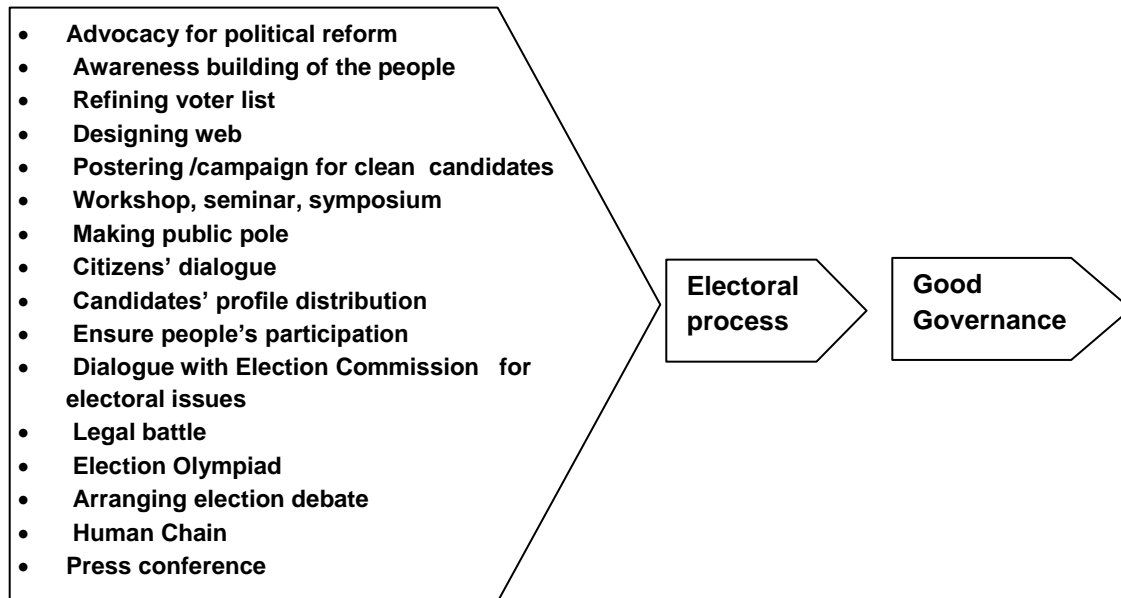 • Advocacy for political reform
• Awareness building of the people
• Refining voter list
• Designing web
• Postering /campaign for clean candidates
• Workshop, seminar, symposium
• Making public pole
• Citizens’ dialogue
• Candidates’ profile distribution
• Ensure people’s participation
• Dialogue with Election Commission for
electoral issues
• Legal battle
• Election Olympiad
• Arranging election debate
• Human Chain
• Press conference
Electoral
process
Good
Governance